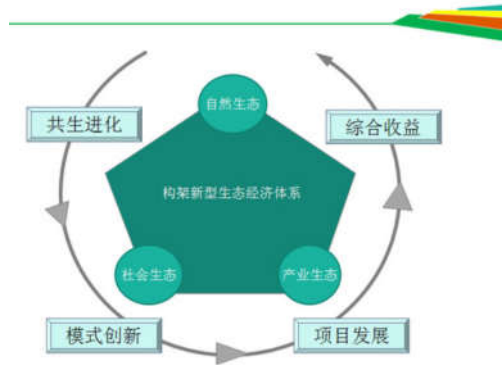 自然生态
共生进化
综合收益
构架新型生态经济体系
社会生态
产业生态
模式创新
项目发展